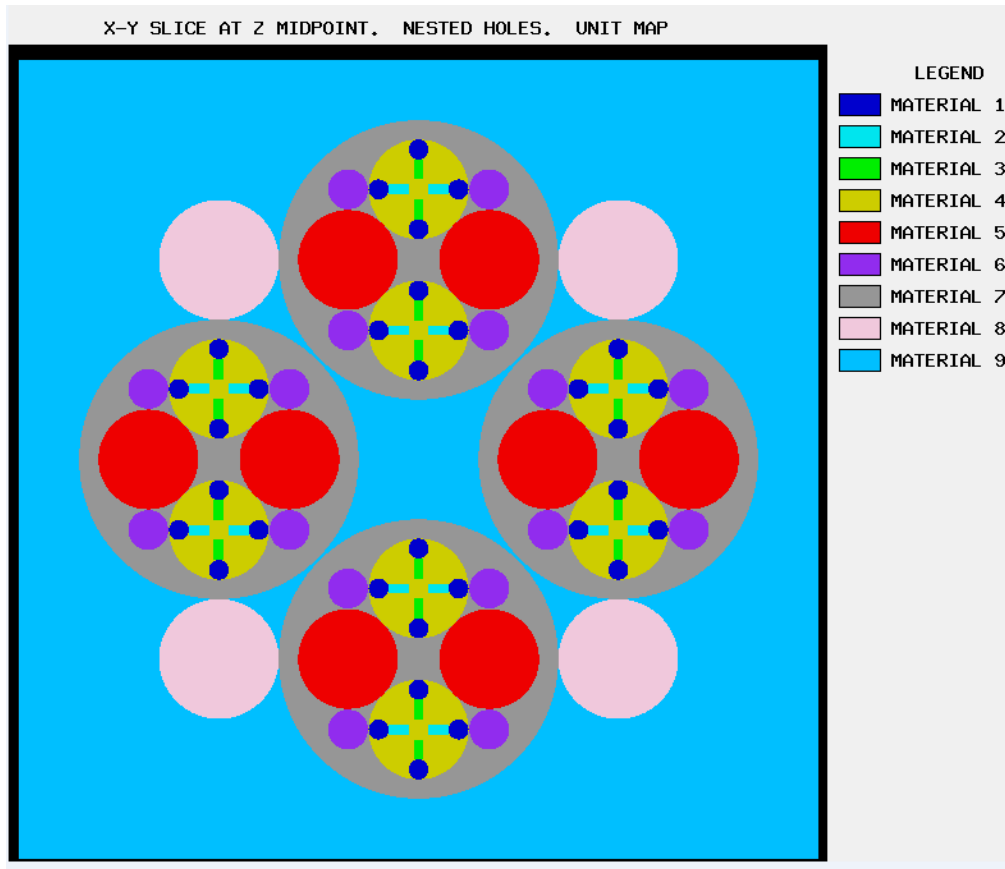 X-Y SLICE AT Z MIDPOINT. NESTED HOLES. UNIT MAP
LEGEND
MATERIAL 1
MATERIAL 2
MATERIAL 3
MATERIAL 4
MATERIAL 5
MATERIAL 6
MATERIAL 7
MATERIAL 8
MATERIAL 9